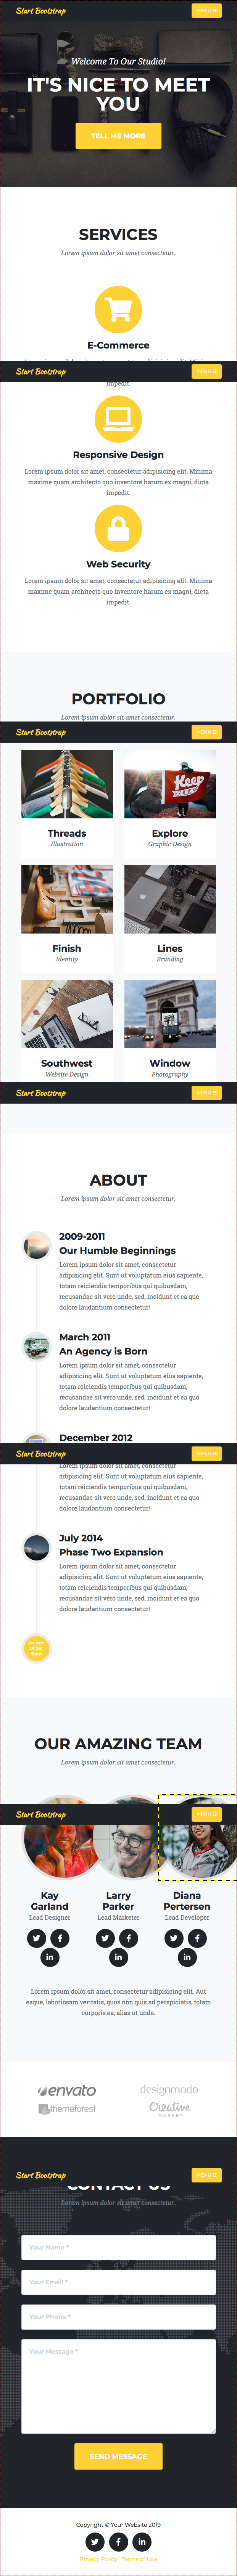 Start Bootstrap
MENU
Welcome To Our Studio!
IT'S NICE TO MEET
YOU
TELL ME MORE
SERVICES
Lorem ipsum dolor sit amet consectetur.
E-Commerce
Start Bootstrap
MENU
impedit.
Responsive Design
Lorem ipsum dolor sit amet, consectetur adipisicing elit. Minima
maxime quam architecto quo inventore harum ex magni, dicta
impedit.
Web Security
Lorem ipsum dolor sit amet, consectetur adipisicing elit. Minima
maxime quam architecto quo inventore harum ex magni, dicta
impedit.
PORTFOLIO
Lorem ipsum dolor sit amet consectetur.
Start Bootstrap
MENU
Keep
Threads
Illustration
Explore
Graphic Design
Finish
Identity
Lines
Branding
Southwest
Website Design
Window
Photography
Start Bootstrap
MENU
ABOUT
Lorem ipsum dolor sit amet consectetur.
2009-2011
Our Humble Beginnings
Lorem ipsum dolor sit amet, consectetur
adipisicing elit. Sunt ut voluptatum eius sapiente,
totam reiciendis temporibus qui quibusdam,
recusandae sit vero unde, sed, incidunt et ea quo
dolore laudantium consectetur!
March 2011
An Agency is Born
Lorem ipsum dolor sit amet, consectetur
adipisicing elit. Sunt ut voluptatum eius sapiente,
totam reiciendis temporibus qui quibusdam,
recusandae sit vero unde, sed, incidunt et ea quo
dolore laudantium consectetur!
December 2012
Start Bootstrap
MENU
Lorem ipsum dolor sit amet, consectetur
adipisicing elit. Sunt ut voluptatum eius sapiente,
totam reiciendis temporibus qui quibusdam,
recusandae sit vero unde, sed, incidunt et ea quo
dolore laudantium consectetur!
July 2014
Phase Two Expansion
Lorem ipsum dolor sit amet, consectetur
adipisicing elit. Sunt ut voluptatum eius sapiente,
totam reiciendis temporibus qui quibusdam,
recusandae sit vero unde, sed, incidunt et ea quo
dolore laudantium consectetur!
Be Part
Of Our
Story!
OUR AMAZING TEAM
Lorem ipsum dolor sit amet consectetur.
Start Bootstrap
MENU
Kay
Garland
Lead Designer
Larry
Parker
Lead Marketer
Diana
Pertersen
Lead Developer
Lorem ipsum dolor sit amet, consectetur adipisicing elit. Aut
eaque, laboriosam veritatis, quos non quis ad perspiciatis, totam
corporis ea, alias ut unde.
envato
designmodo
themeforest
Creative
MARKET
Start Bootstrap
MENU
CONTACT US
Lorem ipsum dolor sit amet consectetur.
Your Name *
Your Email *
Your Phone *
Your Message *
SEND MESSAGE
Copyright © Your Website 2019
Privacy Policy
Terms of Use